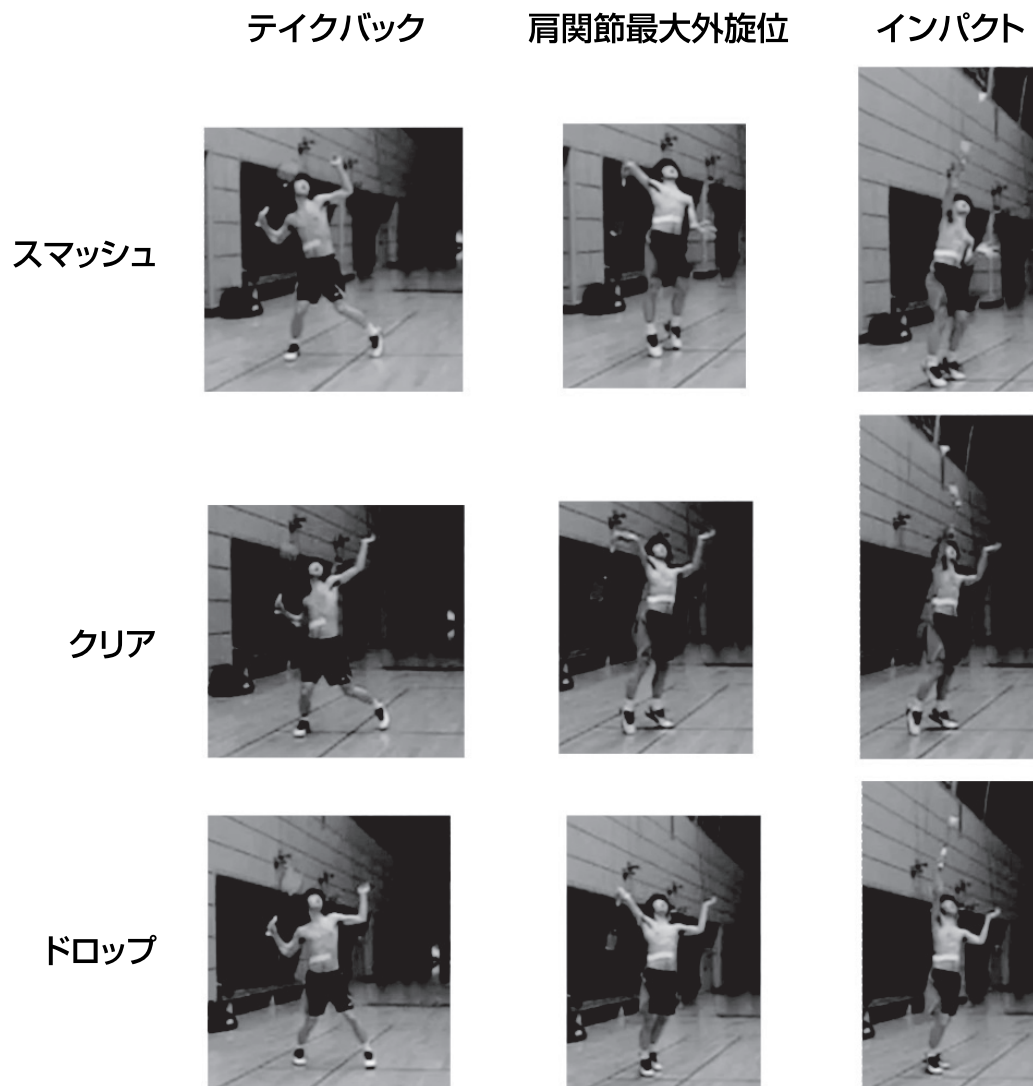 テイクバック
肩関節最大外旋位
インパクト
スマッシュ
クリア
ドロップ